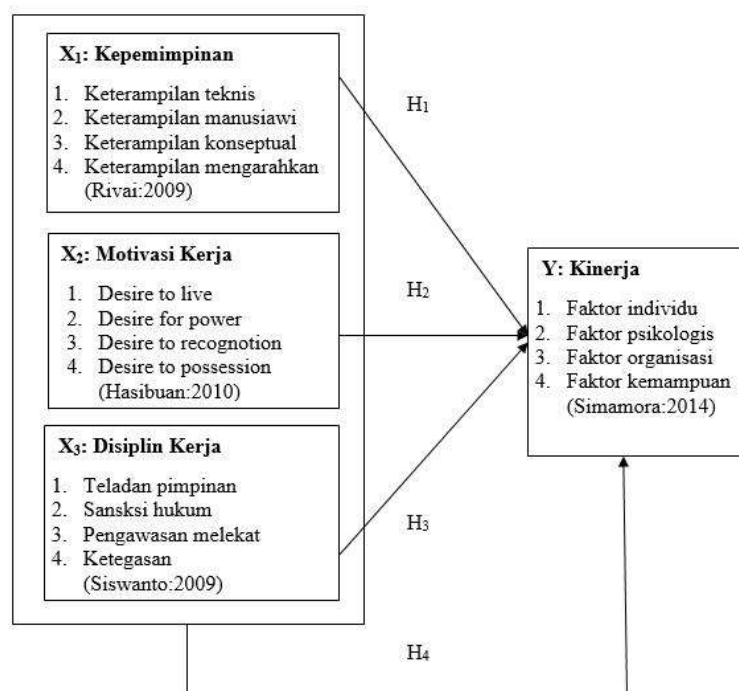 X₁: Kepemimpinan
1. Keterampilan teknis
2. Keterampilan manusiawi
3. Keterampilan konseptual
4. Keterampilan mengarahkan
(Rivai:2009)
X₂: Motivasi Kerja
1. Desire to live
2. Desire for power
3. Desire to recognotion
4. Desire to possession
(Hasibuan:2010)
X₃: Disiplin Kerja
1. Teladan pimpinan
2. Sansksi hukum
3. Pengawasan melekat
4. Ketegasan
(Siswanto:2009)
H₁
H₂
H₃
H₄
Y: Kinerja
1. Faktor individu
2. Faktor psikologis
3. Faktor organisasi
4. Faktor kemampuan
(Simamora:2014)